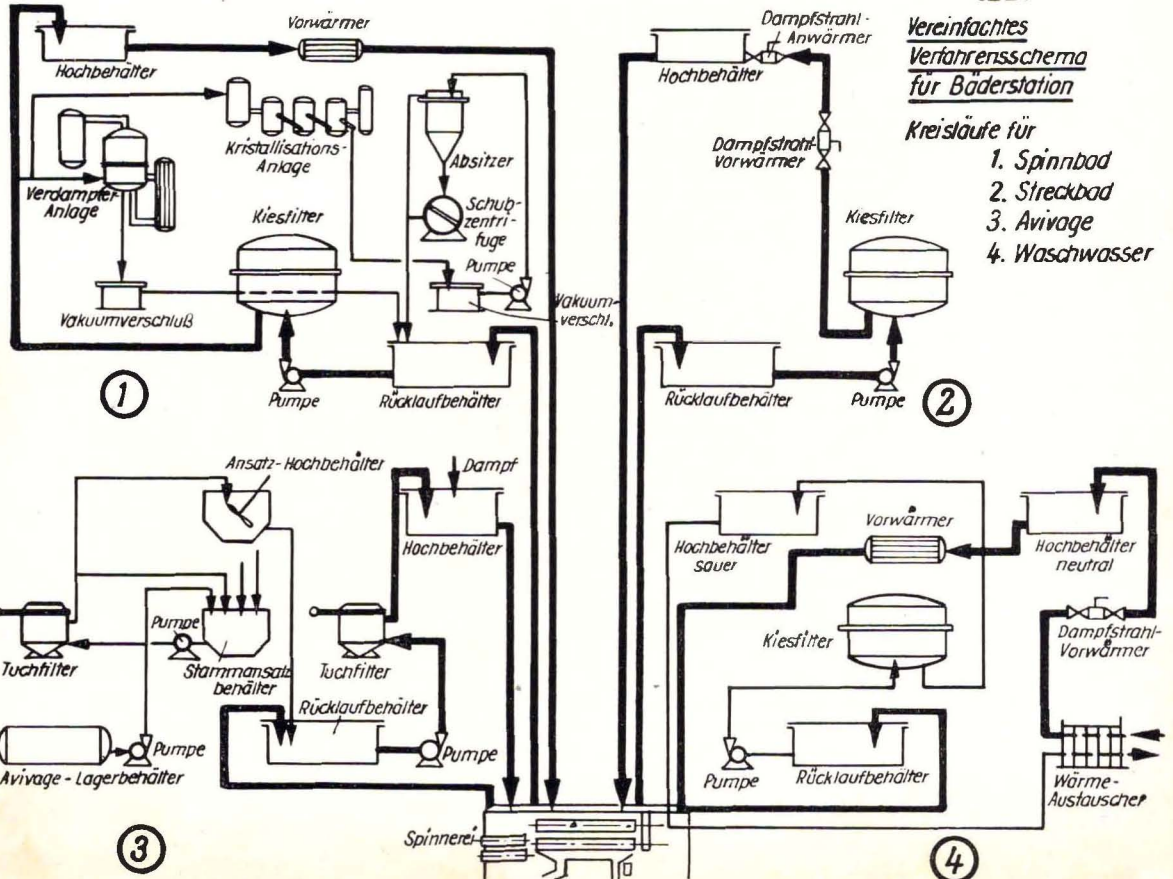 Vereinfachtes
Verfahrensschema
für Bäderstation
Kreisläufe für
1. Spinnbad
2. Streckbad
3. Avivage
4. Waschwasser
Hochbehälter
Vorwärmer
Kristallisations-
Anlage
Verdampfer-
Anlage
Vakuumverschluß
Kiesfilter
Absitzer
Schub-
zentri-
fuge
Pumpe
Vakuum-
verschl.
Pumpe
Rücklaufbehälter
1
Dampfstrahl-
Anwärmer
Hochbehälter
Dampfstrahl-
vorwärmer
Kiesfilter
Rücklaufbehälter
Pumpe
2
Ansatz-Hochbehälter
Dampf
Hochbehälter
Tuchfilter
Pumpe
Stammansatz
behälter
Tuchfilter
Rücklaufbehälter
Pumpe
Pumpe
Avivage-Lagerbehälter
3
Spinnerei
Hochbehälter
sauer
Vorwärmer
Hochbehälter
neutral
Kiesfilter
Dampfstrahl-
Vorwärmer
Pumpe
Rücklaufbehälter
Wärme-
Austauscher
4